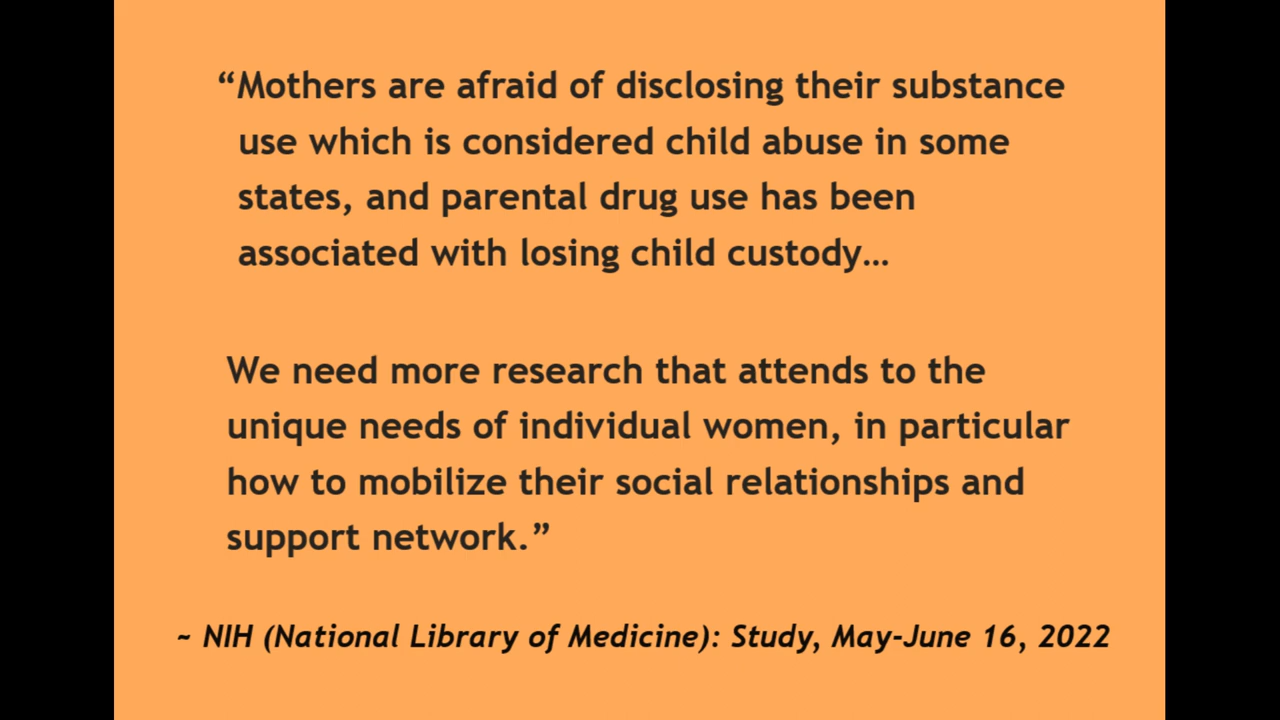 “Mothers are afraid of disclosing their substance
use which is considered child abuse in some
states, and parental drug use has been
associated with losing child custody…
We need more research that attends to the
unique needs of individual women, in particular
how to mobilize their social relationships and
support network.”
~ NIH (National Library of Medicine): Study, May-June 16, 2022